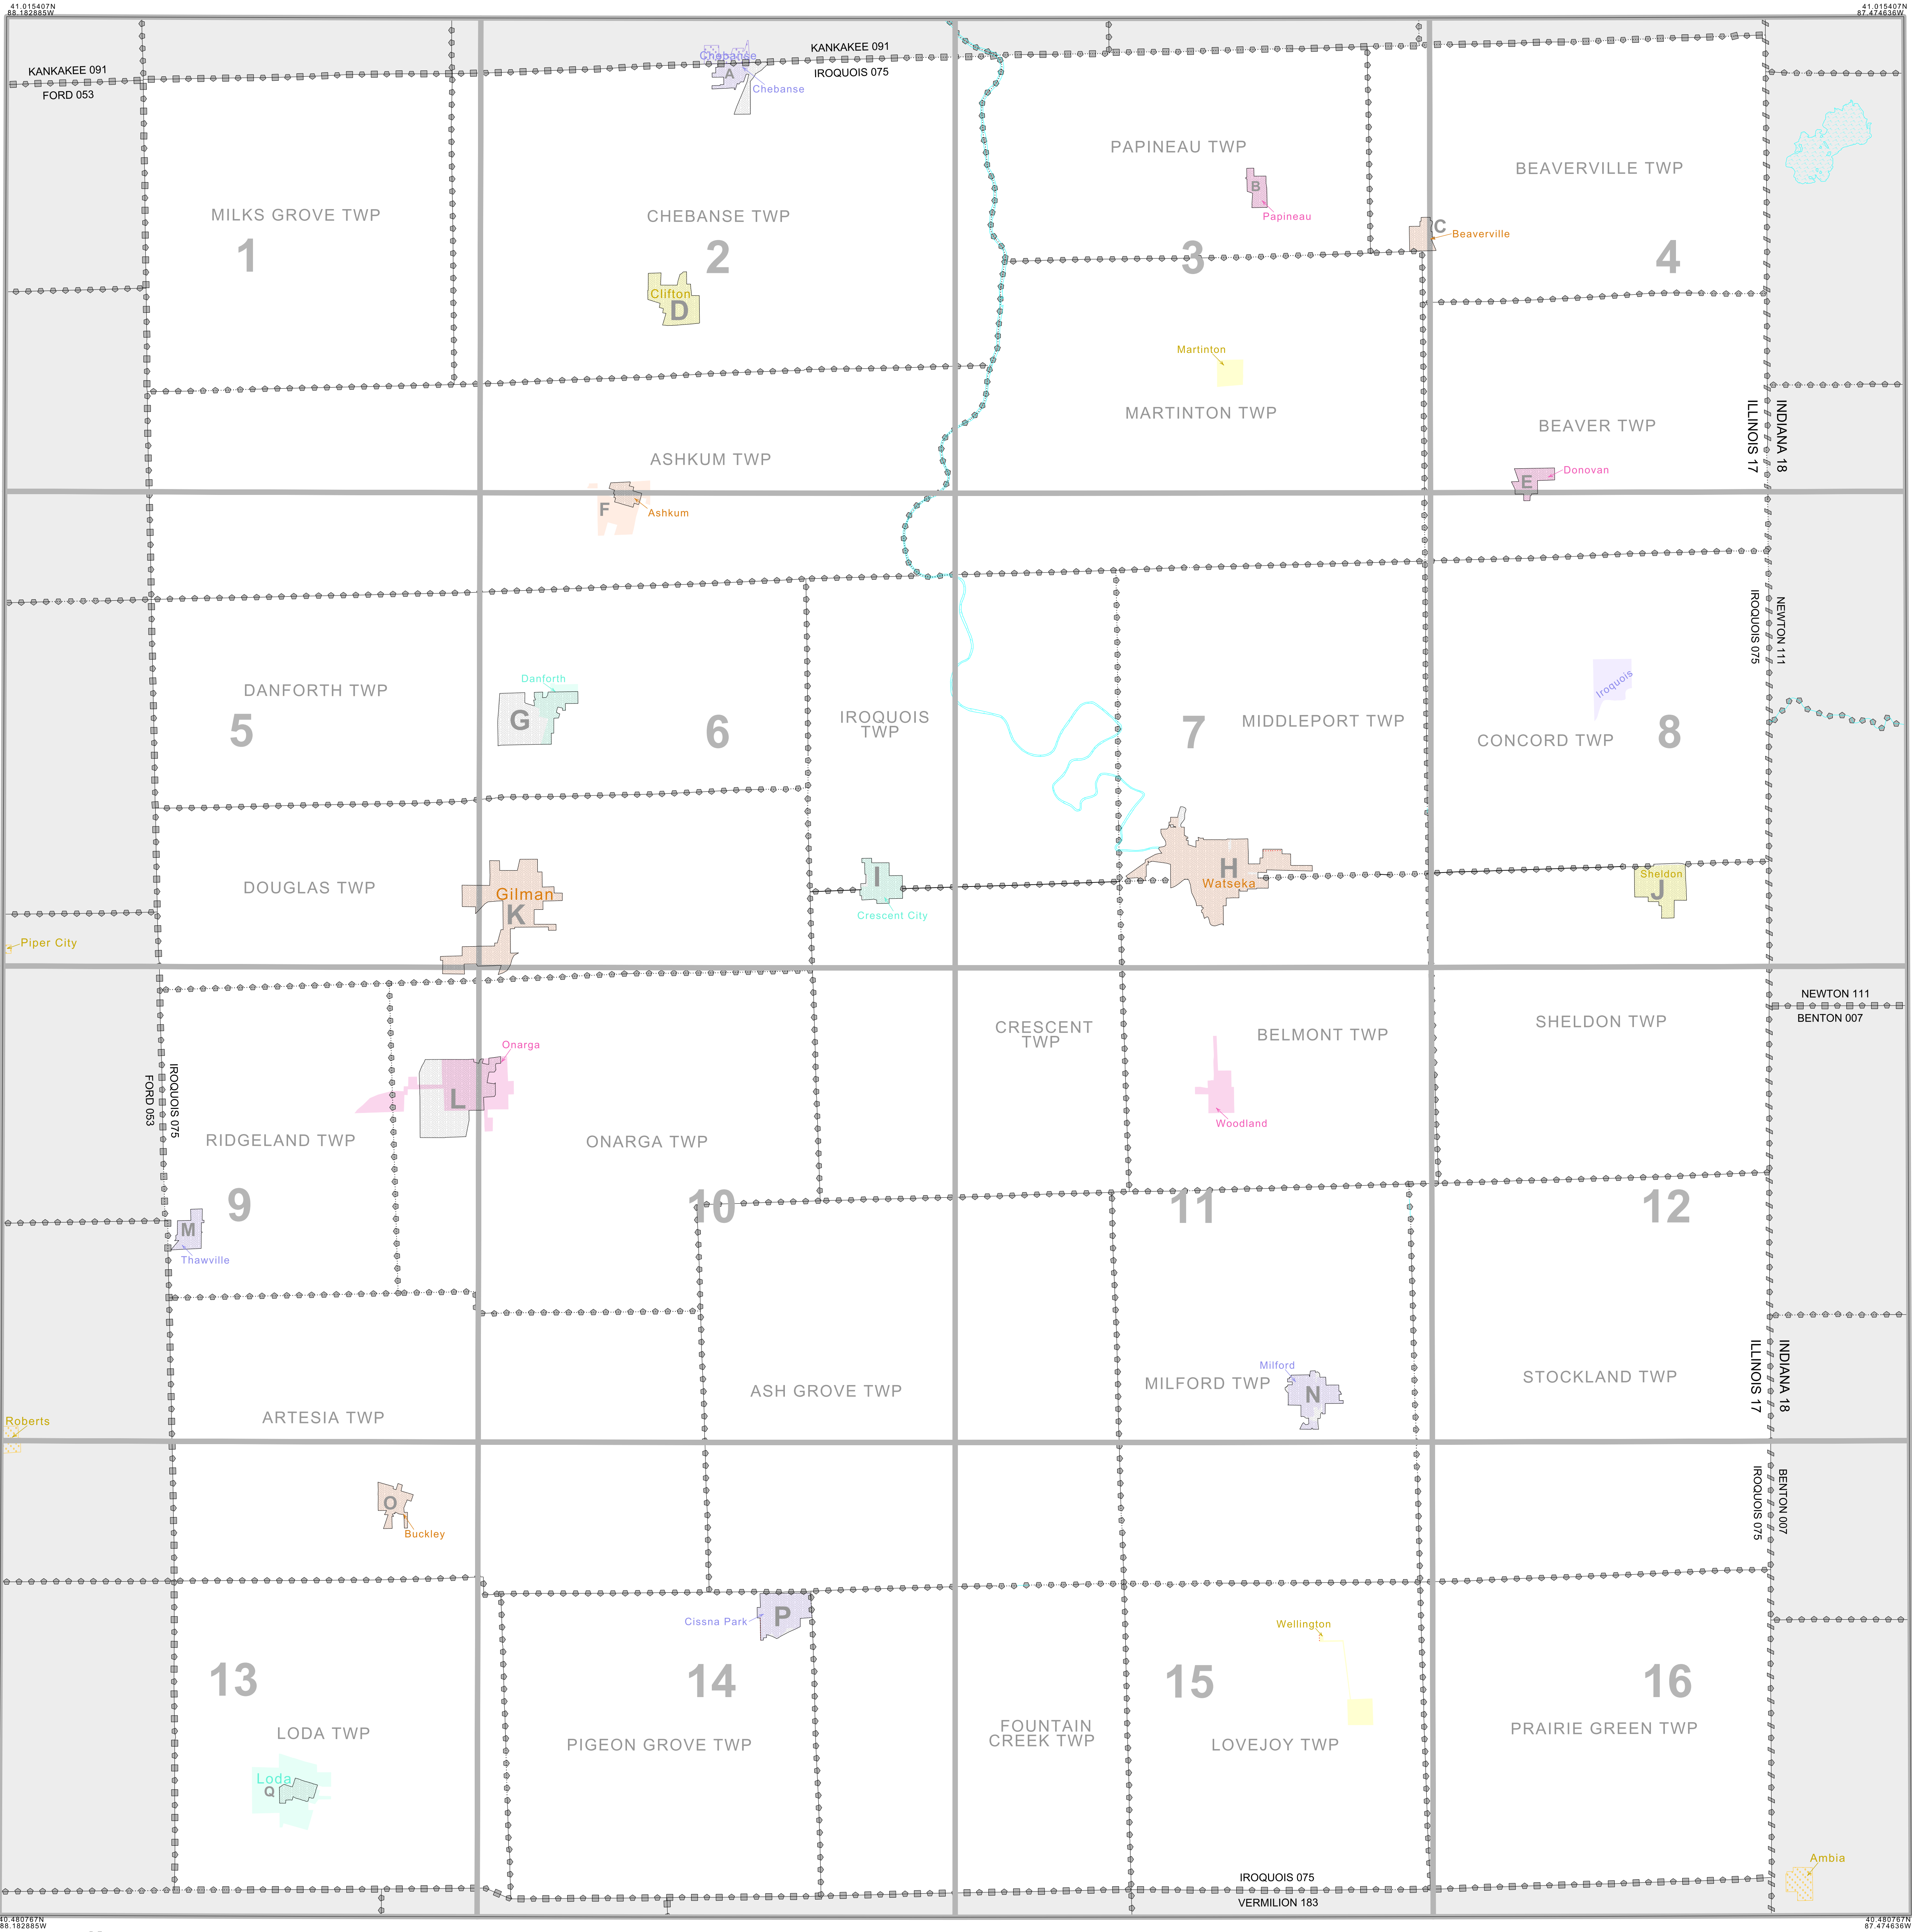 41.015407N
88.182885W
41.015407N
87.474636W
KANKAKEE 091
IROQUOIS 075
KANKAKEE 091
FORD 053
Chebanse
A
Chebanse
PAPINEAU TWP
BEAVERVILLE TWP
B
Papineau
MILKS GROVE TWP
CHEBANSE TWP
C
Beaverville
1
2
3
4
Clifton
D
Martinton
MARTINTON TWP
BEAVER TWP
ILLINOIS 17
INDIANA 18
ASHKUM TWP
E
Donovan
F
Ashkum
IROQUOIS 075
NEWTON 111
Danforth
DANFORTH TWP
G
IROQUOIS
TWP
MIDDLEPORT TWP
Iroquois
CONCORD TWP
5
6
7
8
H
Watseka
Sheldon
J
I
Crescent City
DOUGLAS TWP
Gilman
K
Piper City
NEWTON 111
BENTON 007
CRESCENT
TWP
BELMONT TWP
SHELDON TWP
Onarga
L
FORD 053
IROQUOIS 075
Woodland
RIDGELAND TWP
ONARGA TWP
9
10
11
12
M
Thawville
ILLINOIS 17
INDIANA 18
Milford
MILFORD TWP
N
STOCKLAND TWP
ASH GROVE TWP
ARTESIA TWP
Roberts
O
Buckley
IROQUOIS 075
BENTON 007
Cissna Park
P
Wellington
13
14
15
16
LODA TWP
PIGEON GROVE TWP
FOUNTAIN
CREEK TWP
LOVEJOY TWP
PRAIRIE GREEN TWP
Loda
Q
Ambia
IROQUOIS 075
VERMILION 183
40.480767N
88.182885W
40.480767N
87.474636W